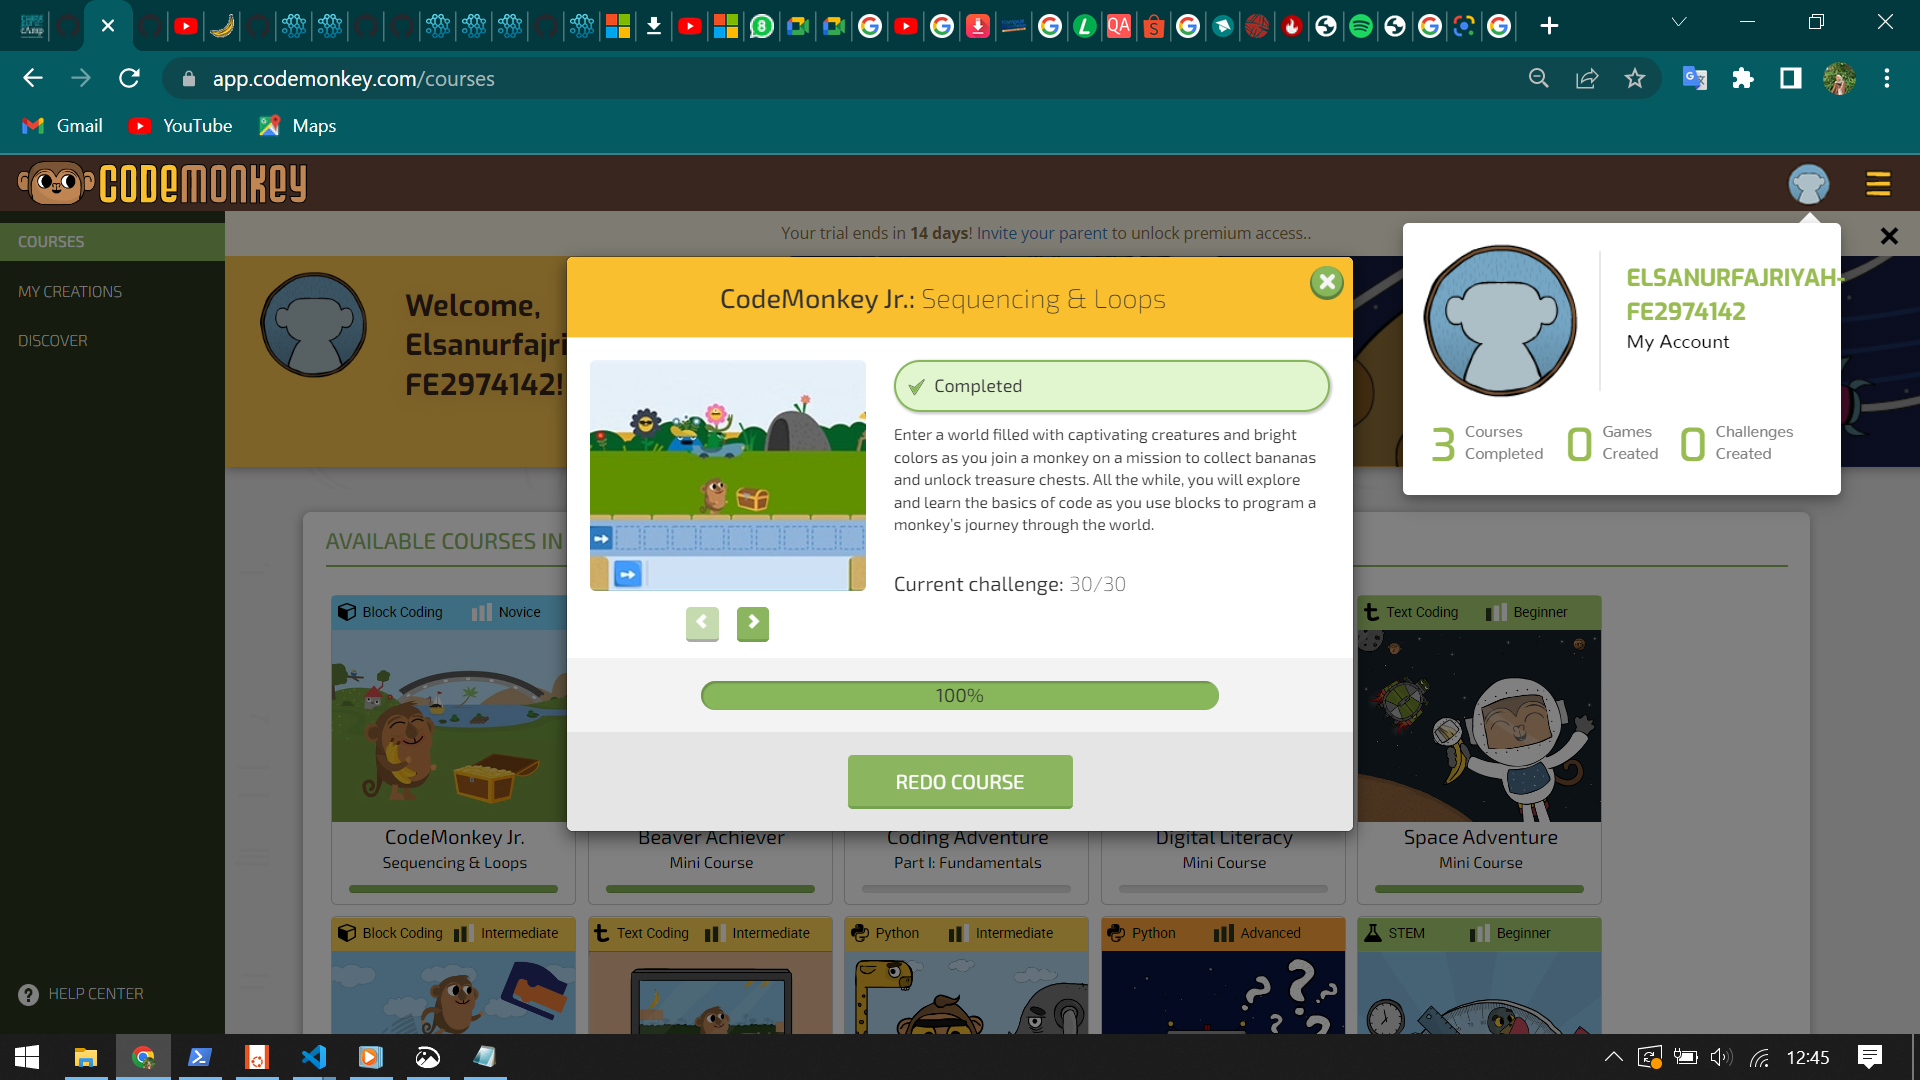 app.codemonkey.com/courses
Gmail
YouTube
Maps
CODEMONKEY
COURSES
MY CREATIONS
DISCOVER
HELP CENTER
Your trial ends in 14 days! Invite your parent to unlock premium access..
Welcome,
Elsanurfajri
FE2974142!
ELSANURFAJRIYAH-
FE2974142
My Account
3 Courses Completed
0 Games Created
0 Challenges Created
CodeMonkey Jr.: Sequencing & Loops
Completed
Enter a world filled with captivating creatures and bright
colors as you join a monkey on a mission to collect bananas
and unlock treasure chests. All the while, you will explore
and learn the basics of code as you use blocks to program a
monkey's journey through the world.
Current challenge: 30/30
100%
REDO COURSE
AVAILABLE COURSES IN
Block Coding Novice
Text Coding Beginner
CodeMonkey Jr.
Sequencing & Loops
Beaver Achiever
Mini Course
Coding Adventure
Part I: Fundamentals
Digital Literacy
Mini Course
Space Adventure
Mini Course
Block Coding Intermediate
Text Coding Intermediate
Python Intermediate
Python Advanced
STEM Beginner
12:45